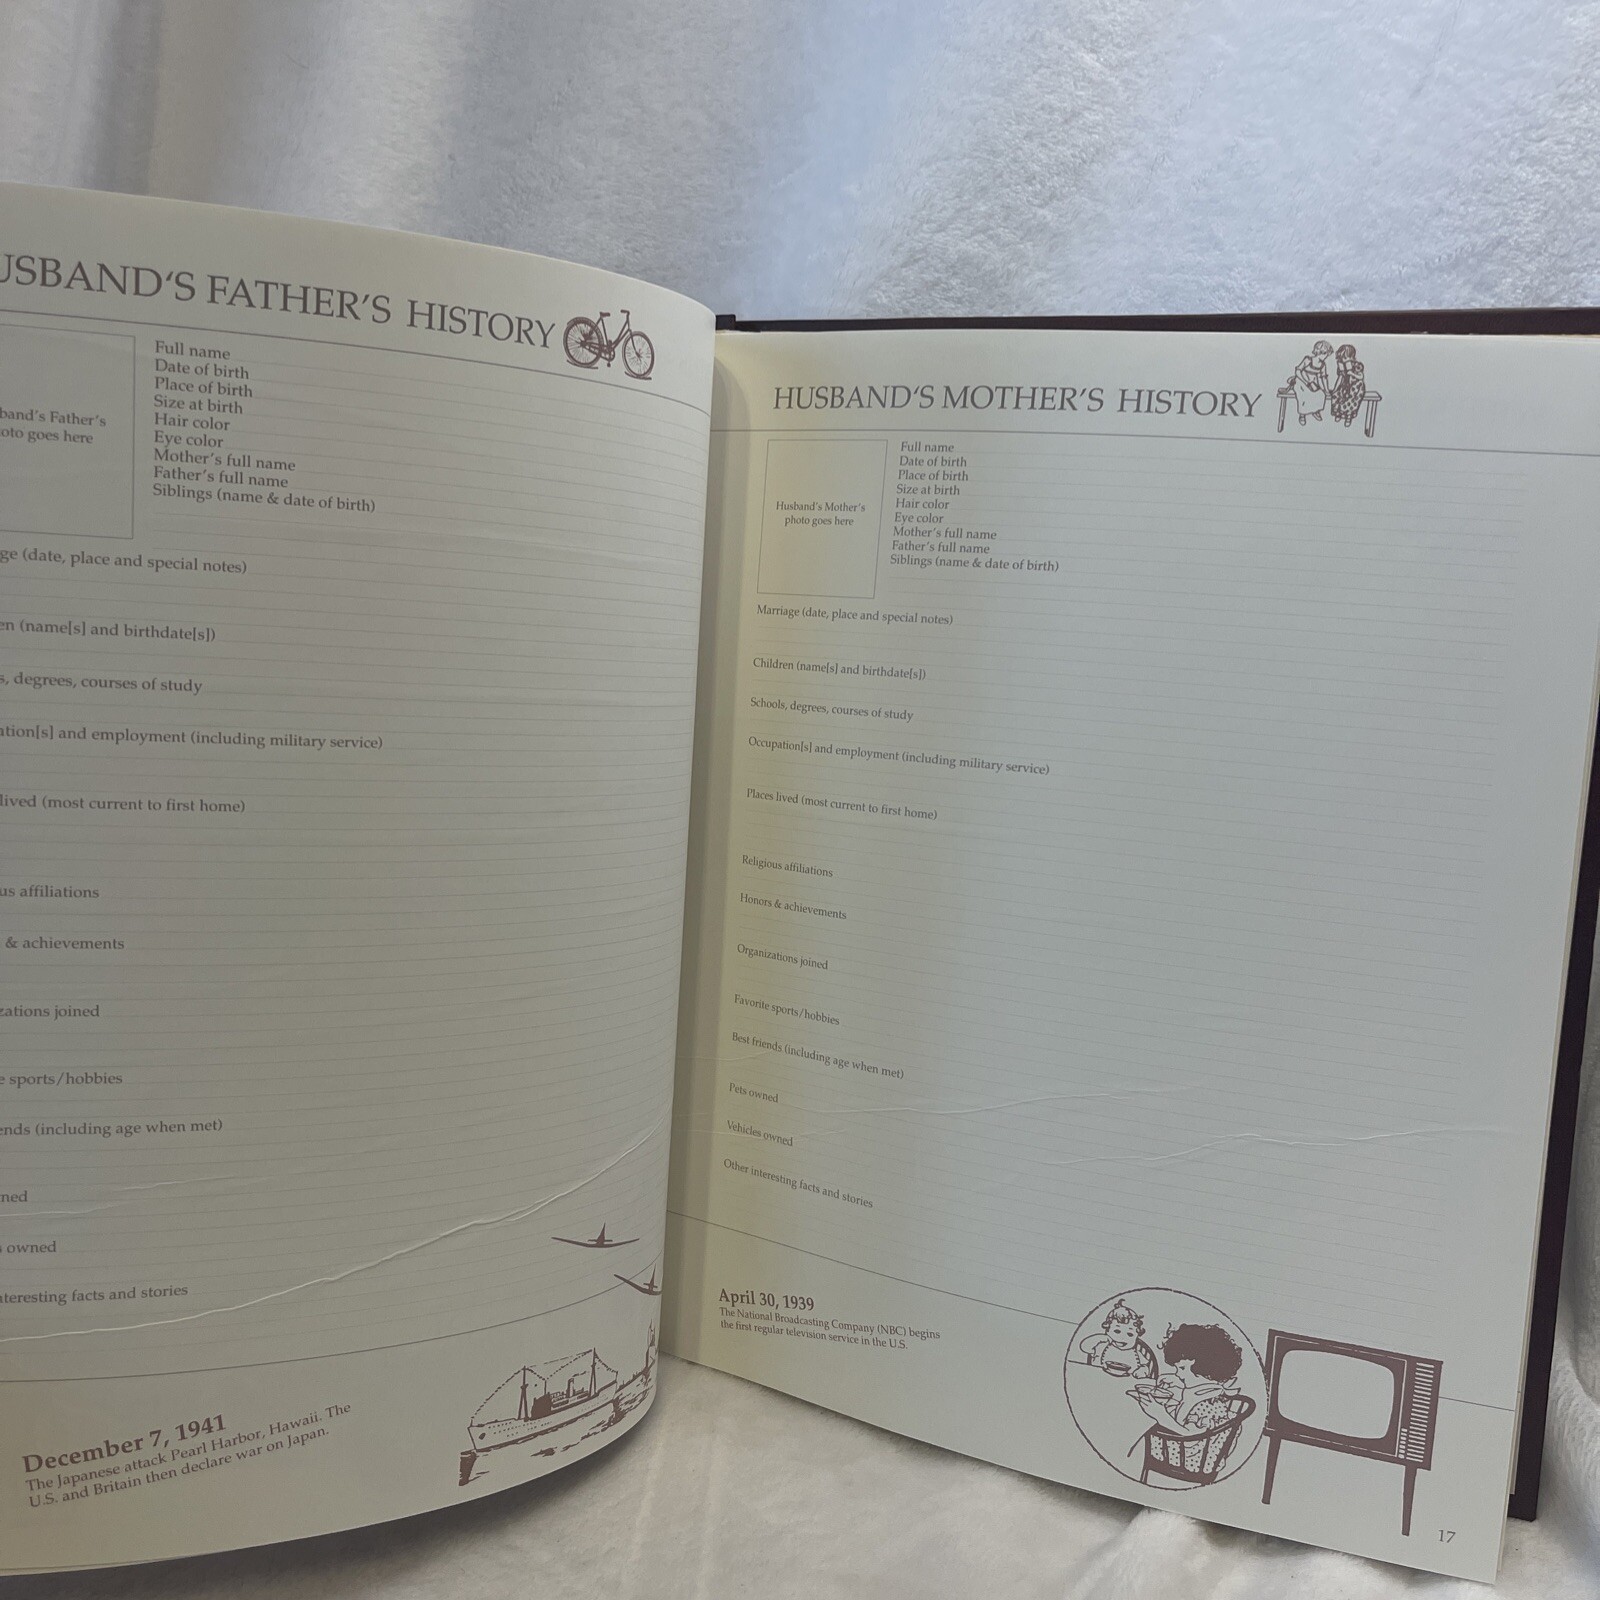 USBAND'S FATHER'S HISTORY
band's Father's
oto goes here
Full name
Date of birth
Place of birth
Size at birth
Hair color
Eye color
Mother's full name
Father's full name
Siblings (name & date of birth)
ge (date, place and special notes)
en (name[s] and birthdate[s])
s, degrees, courses of study
ation[s] and employment (including military service)
lived (most current to first home)
us affiliations
& achievements
zations joined
e sports/hobbies
ends (including age when met)
ned
s owned
nteresting facts and stories
December 7, 1941
The Japanese attack Pearl Harbor, Hawaii. The
U.S. and Britain then declare war on Japan.
HUSBAND'S MOTHER'S HISTORY
Husband's Mother's
photo goes here
Full name
Date of birth
Place of birth
Size at birth
Hair color
Eye color
Mother's full name
Father's full name
Siblings (name & date of birth)
Marriage (date, place and special notes)
Children (name[s] and birthdate[s])
Schools, degrees, courses of study
Occupation[s] and employment (including military service)
Places lived (most current to first home)
Religious affiliations
Honors & achievements
Organizations joined
Favorite sports/hobbies
Best friends (including age when met)
Pets owned
Vehicles owned
Other interesting facts and stories
April 30, 1939
The National Broadcasting Company (NBC) begins
the first regular television service in the U.S.
17